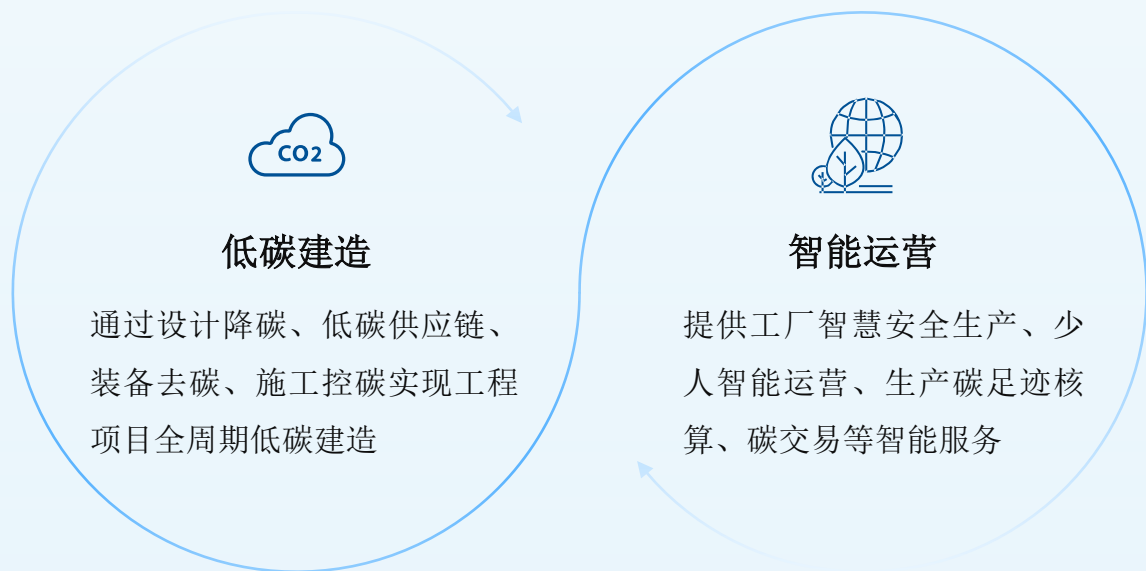 CO2
低碳建造
通过设计降碳、低碳供应链、
装备去碳、施工控碳实现工程
项目全周期低碳建造
智能运营
提供工厂智慧安全生产、少
人智能运营、生产碳足迹核
算、碳交易等智能服务